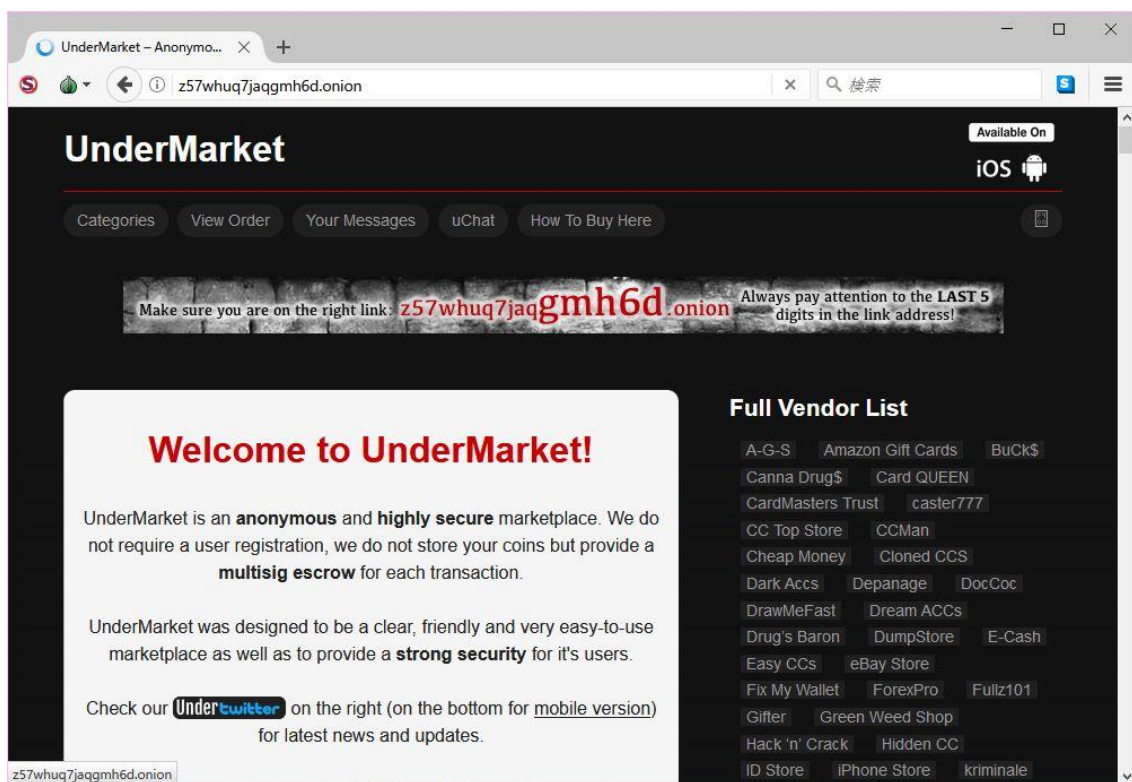 UnderMarket – Anonymo...
z57whuq7jaqgmh6d.onion
検索
UnderMarket
Available On
iOS
Categories View Order Your Messages uChat How To Buy Here
Make sure you are on the right link: z57whuq7jaqgmh6d.onion Always pay attention to the LAST 5
digits in the link address!
Welcome to UnderMarket!
UnderMarket is an anonymous and highly secure marketplace. We do
not require a user registration, we do not store your coins but provide a
multisig escrow for each transaction.
UnderMarket was designed to be a clear, friendly and very easy-to-use
marketplace as well as to provide a strong security for it's users.
Check our Undertwitter on the right (on the bottom for mobile version)
for latest news and updates.
Full Vendor List
A-G-S Amazon Gift Cards BuCk$
Canna Drug$ Card QUEEN
CardMasters Trust caster777
CC Top Store CCMan
Cheap Money Cloned CCS
Dark Accs Depanage DocCoc
DrawMeFast Dream ACCs
Drug's Baron DumpStore E-Cash
Easy CCs eBay Store
Fix My Wallet ForexPro Fullz101
Gifter Green Weed Shop
Hack 'n' Crack Hidden CC
ID Store iPhone Store kriminale
z57whuq7jaqgmh6d.onion